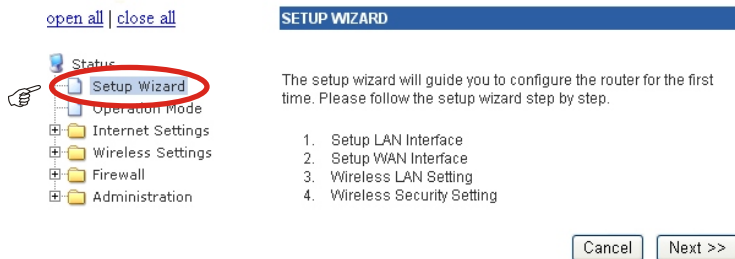 open all | close all
Status
Setup Wizard
Operation Mode
Internet Settings
Wireless Settings
Firewall
Administration
SETUP WIZARD
The setup wizard will guide you to configure the router for the first
time. Please follow the setup wizard step by step.
1. Setup LAN Interface
2. Setup WAN Interface
3. Wireless LAN Setting
4. Wireless Security Setting
Cancel Next >>